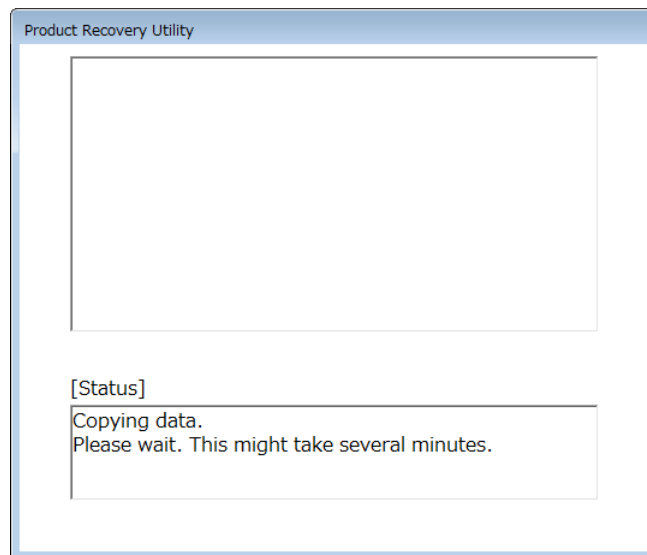 Product Recovery Utility
[Status]
Copying data.
Please wait. This might take several minutes.